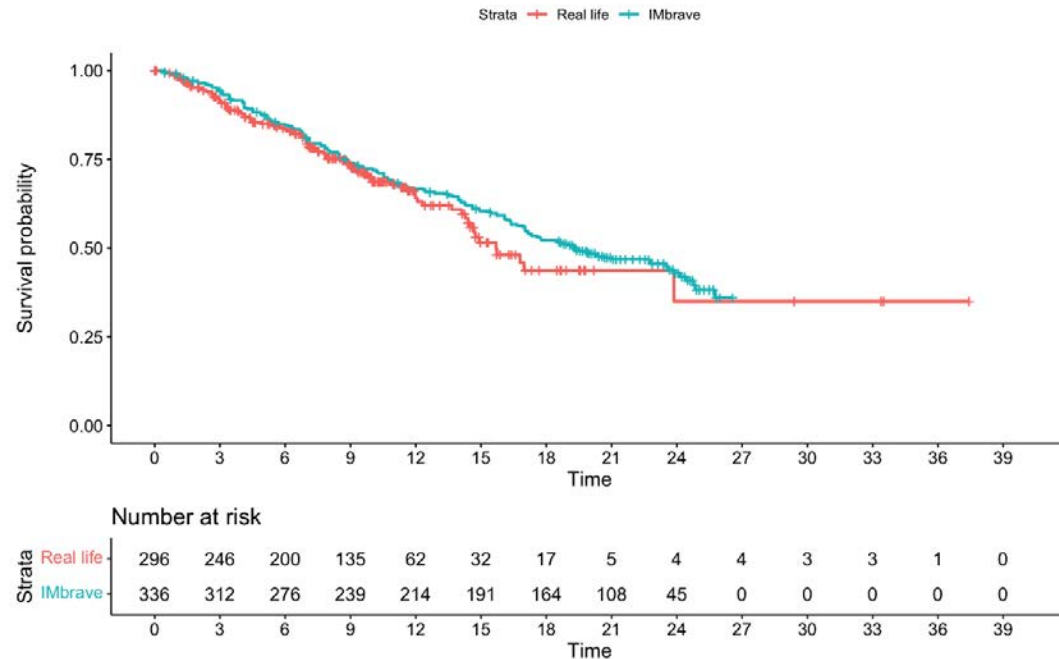 Strata Real life IMbrave
Survival probability
1.00
0.75
0.50
0.25
0.00
0 3 6 9 12 15 18 21 24 27 30 33 36 39
Time
Number at risk
Strata
Real life 296 246 200 135 62 32 17 5 4 4 3 3 1 0
IMbrave 336 312 276 239 214 191 164 108 45 0 0 0 0 0
0 3 6 9 12 15 18 21 24 27 30 33 36 39
Time